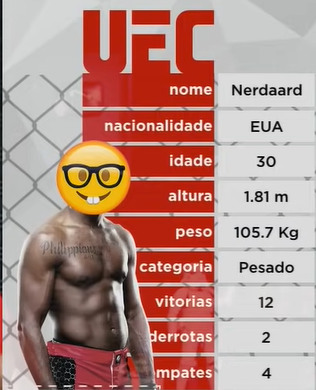 UFC
nome Nerdaard
nacionalidade EUA
idade 30
altura 1.81 m
peso 105.7 Kg
categoria Pesado
vitorias 12
derrotas 2
mpates 4